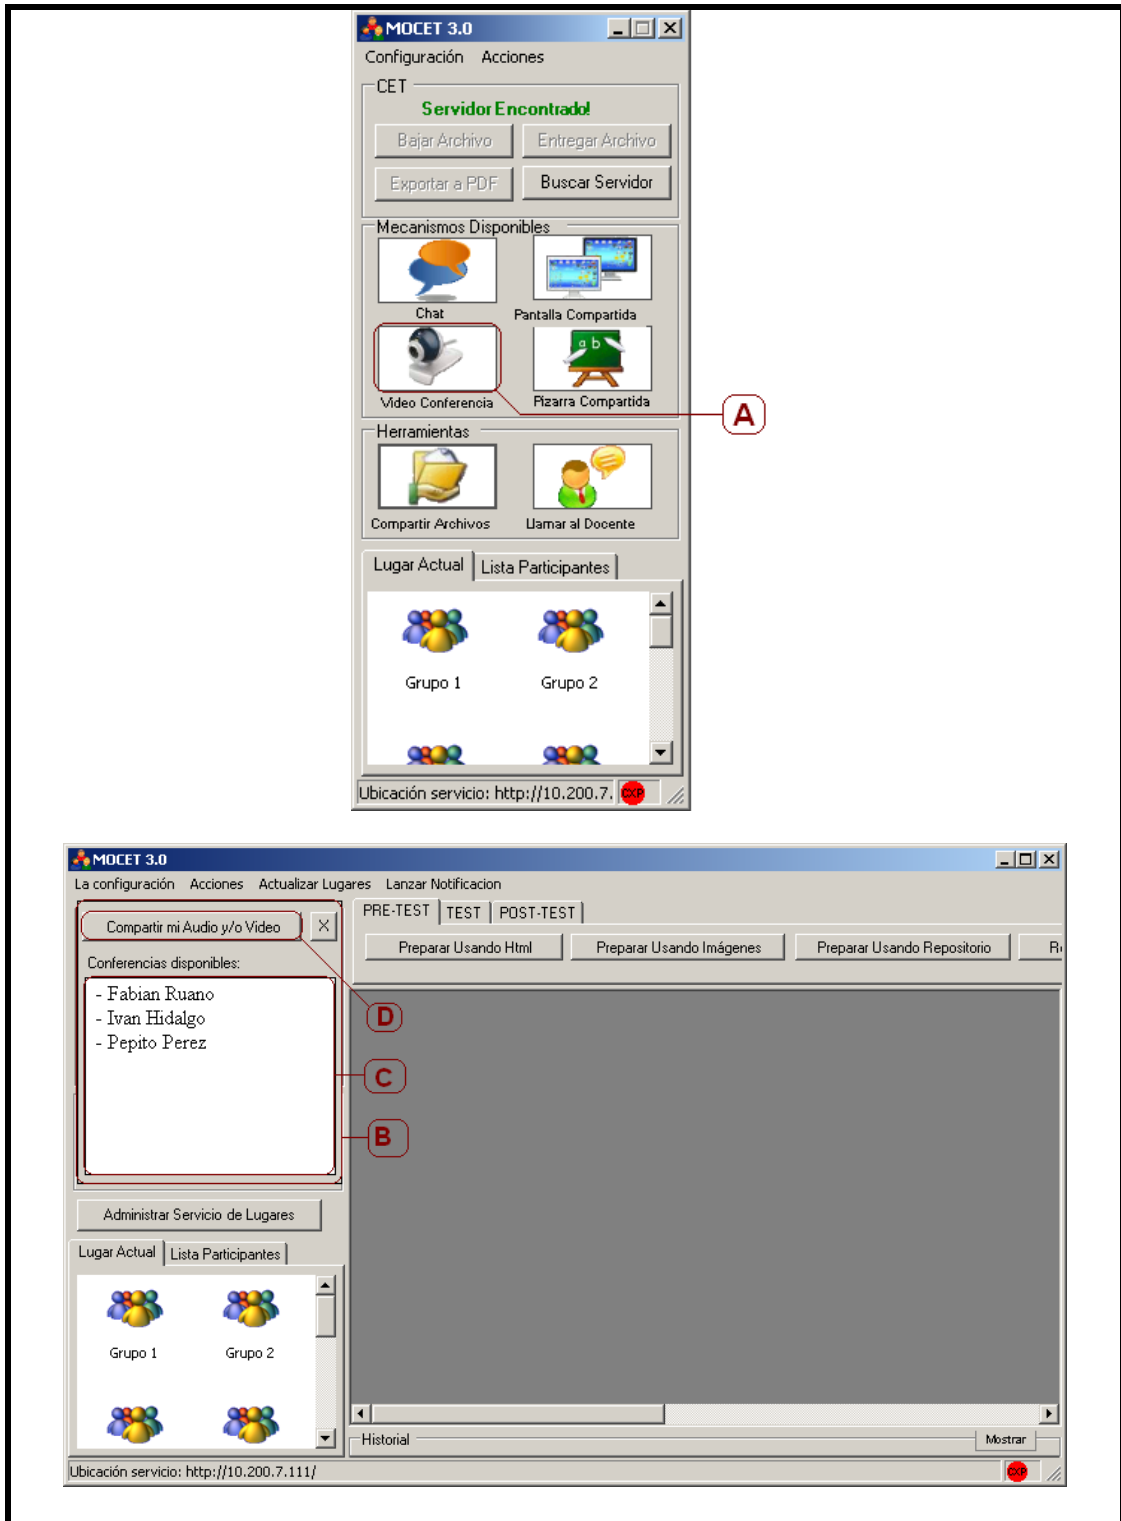 MOCET 3.0
Configuración Acciones
CET
Servidor Encontrado!
Bajar Archivo Entregar Archivo
Exportar a PDF Buscar Servidor
Mecanismos Disponibles
Chat Pantalla Compartida
a b
Video Conferencia Pizarra Compartida
A
Herramientas
Compartir Archivos Llamar al Docente
Lugar Actual Lista Participantes
Grupo 1 Grupo 2
Ubicación servicio: http://10.200.7. CXP
MOCET 3.0
La configuración Acciones Actualizar Lugares Lanzar Notificacion
PRE-TEST TEST POST-TEST
Compartir mi Audio y/o Video X
Preparar Usando Html Preparar Usando Imágenes Preparar Usando Repositorio
Conferencias disponibles:
- Fabian Ruano
- Ivan Hidalgo
- Pepito Perez
D
C
B
Administrar Servicio de Lugares
Lugar Actual Lista Participantes
Grupo 1 Grupo 2
Historial Mostrar
Ubicación servicio: http://10.200.7.111/ CXP